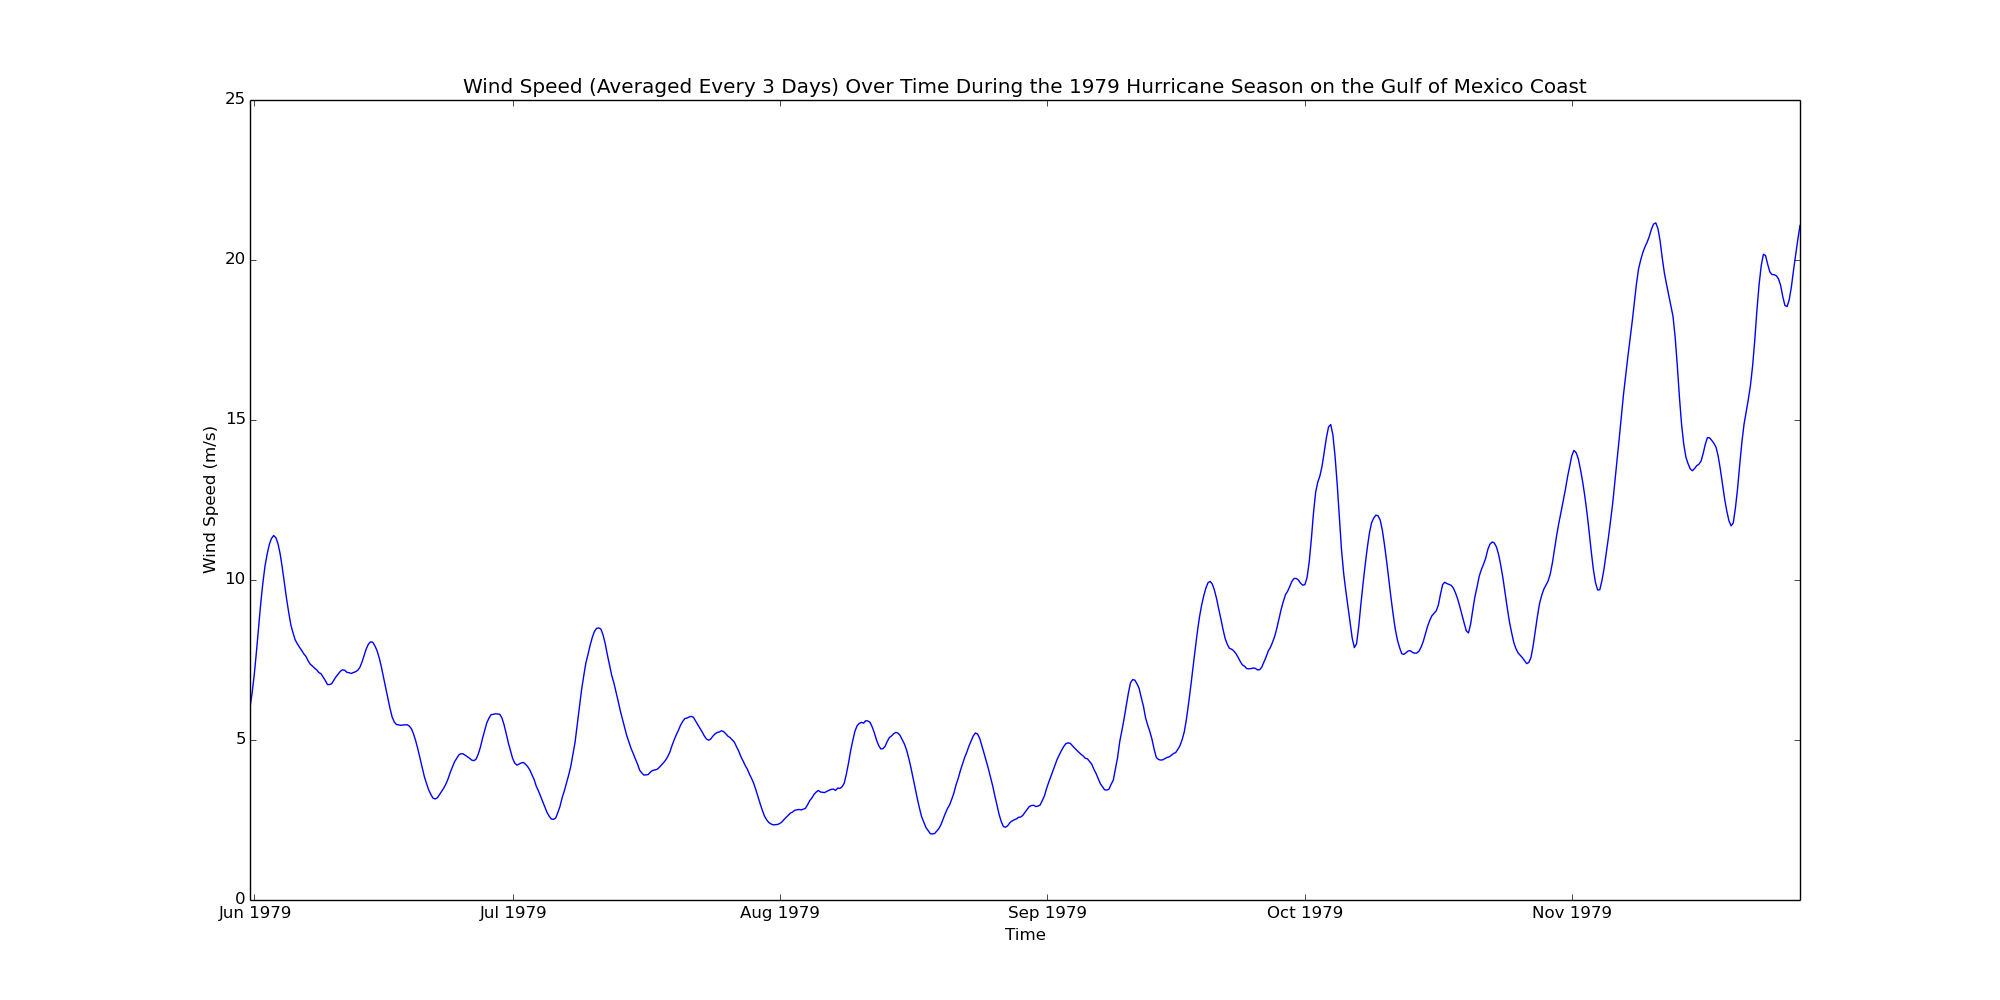 Wind Speed (Averaged Every 3 Days) Over Time During the 1979 Hurricane Season on the Gulf of Mexico Coast
25
20
15
10
5
0
Wind Speed (m/s)
Jun 1979 Jul 1979 Aug 1979 Sep 1979 Oct 1979 Nov 1979
Time